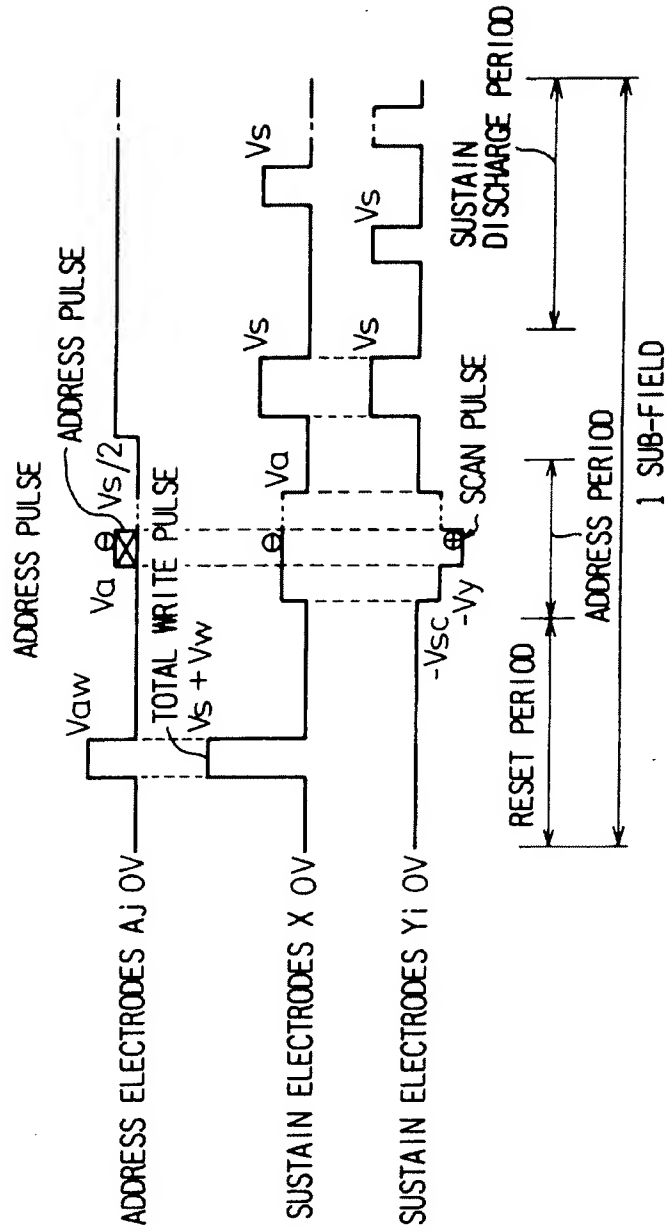 ADDRESS PULSE
ADDRESS PULSE
Vaw
Va
Vs/2
ADDRESS ELECTRODES Aj 0V
TOTAL WRITE PULSE
Vs + Vw
Va
Vs
Vs
SUSTAIN ELECTRODES X 0V
Vs
Vs
SUSTAIN ELECTRODES Yi 0V
-Vsc
-Vy
SCAN PULSE
RESET PERIOD
ADDRESS PERIOD
SUSTAIN
DISCHARGE PERIOD
1 SUB-FIELD